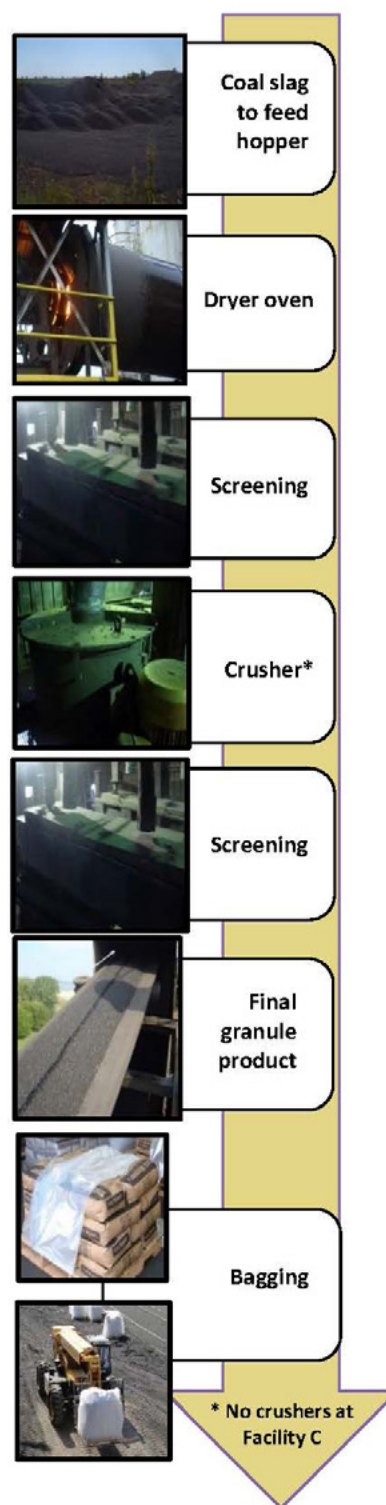 Coal slag
to feed
hopper
Dryer oven
Screening
Crusher*
Screening
Final
granule
product
Bagging
* No crushers at
Facility C